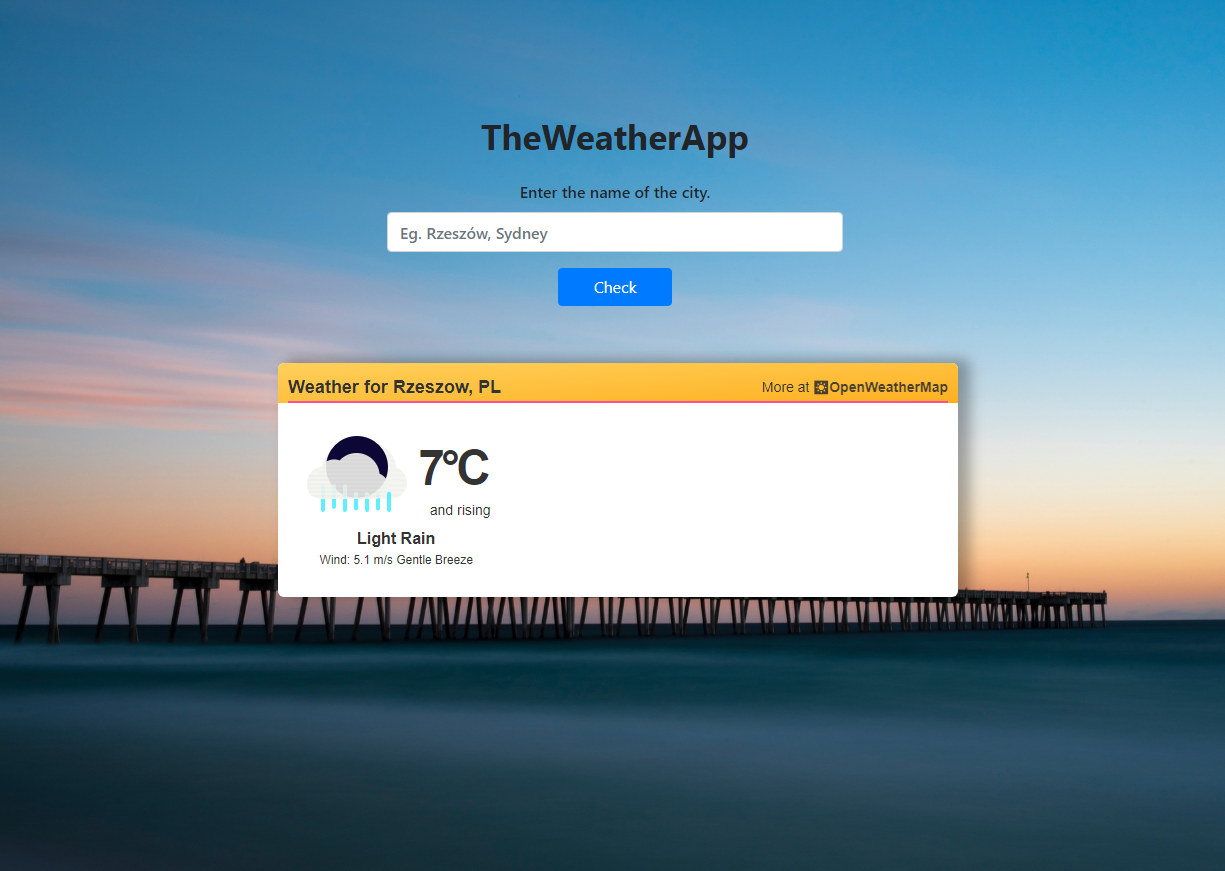 TheWeatherApp
Enter the name of the city.
Eg. Rzeszów, Sydney
Check
Weather for Rzeszow, PL More at OpenWeatherMap
7°C
and rising
Light Rain
Wind: 5.1 m/s Gentle Breeze